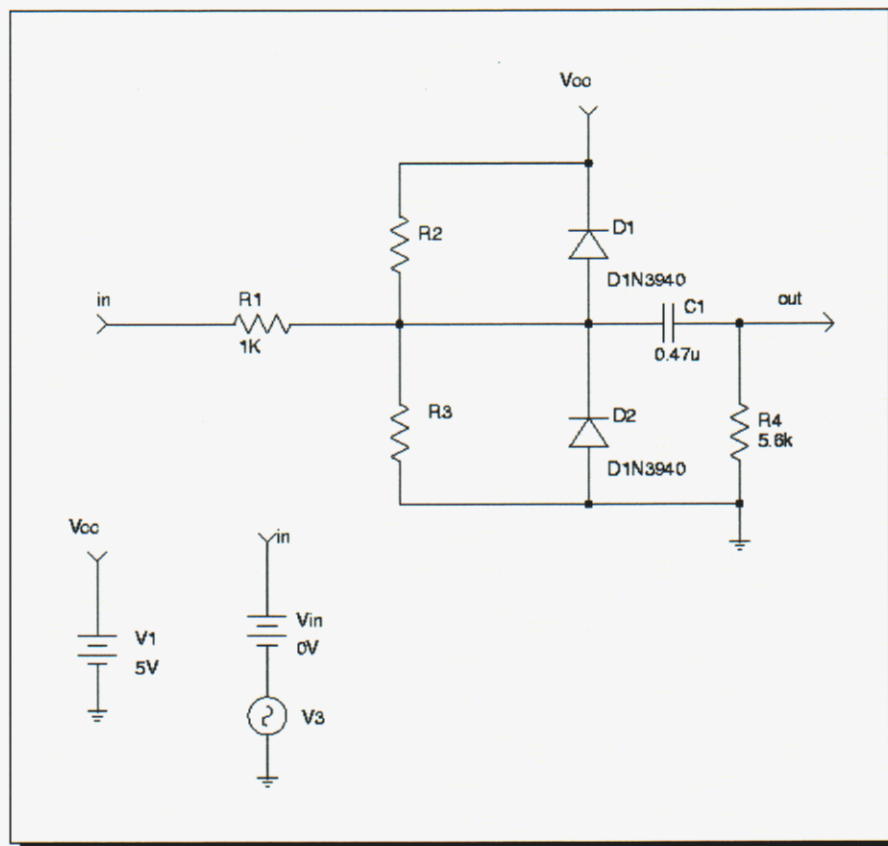 Vcc
R2
D1
D1N3940
in
R1
1K
C1
0.47u
out
R3
D2
D1N3940
R4
5.6k
Vcc
V1
5V
in
Vin
0V
V3